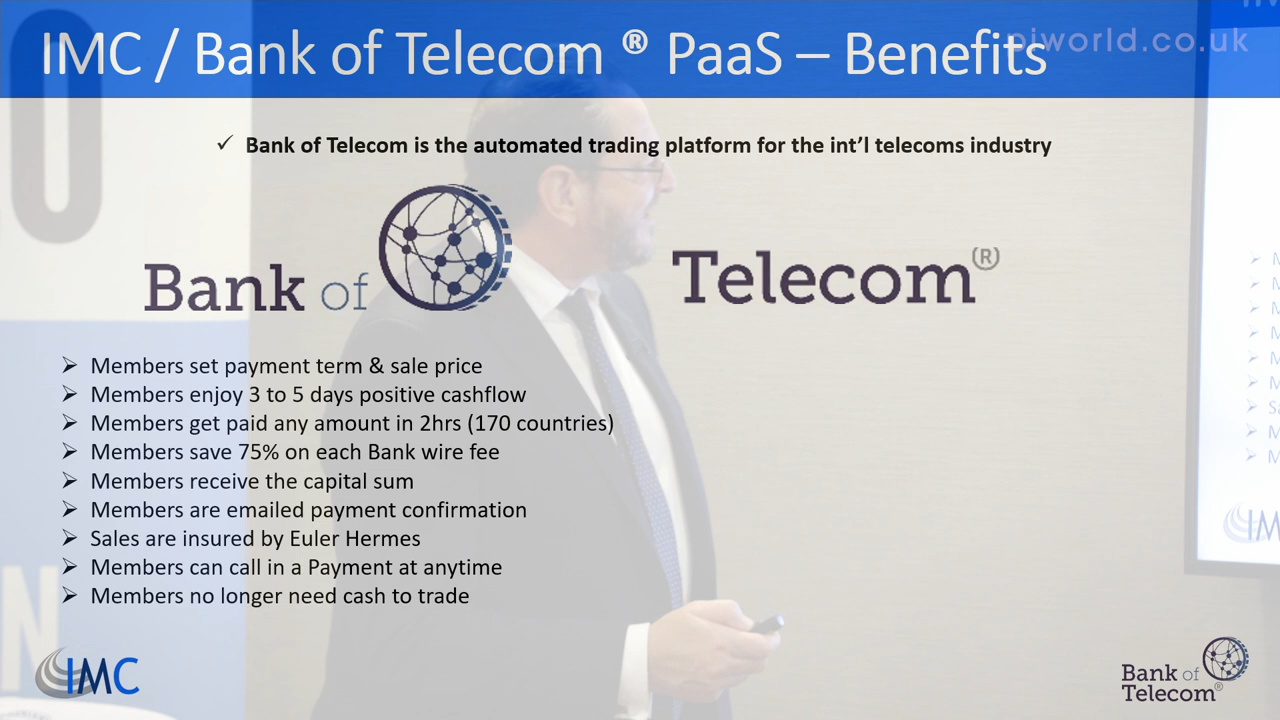 IMC / Bank of Telecom ® PaaS – Benefits
piworld.co.uk
✓ Bank of Telecom is the automated trading platform for the int’l telecoms industry
Bank of Telecom (R)
➢ Members set payment term & sale price
➢ Members enjoy 3 to 5 days positive cashflow
➢ Members get paid any amount in 2hrs (170 countries)
➢ Members save 75% on each Bank wire fee
➢ Members receive the capital sum
➢ Members are emailed payment confirmation
➢ Sales are insured by Euler Hermes
➢ Members can call in a Payment at anytime
➢ Members no longer need cash to trade
IMC
Bank of
Telecom®